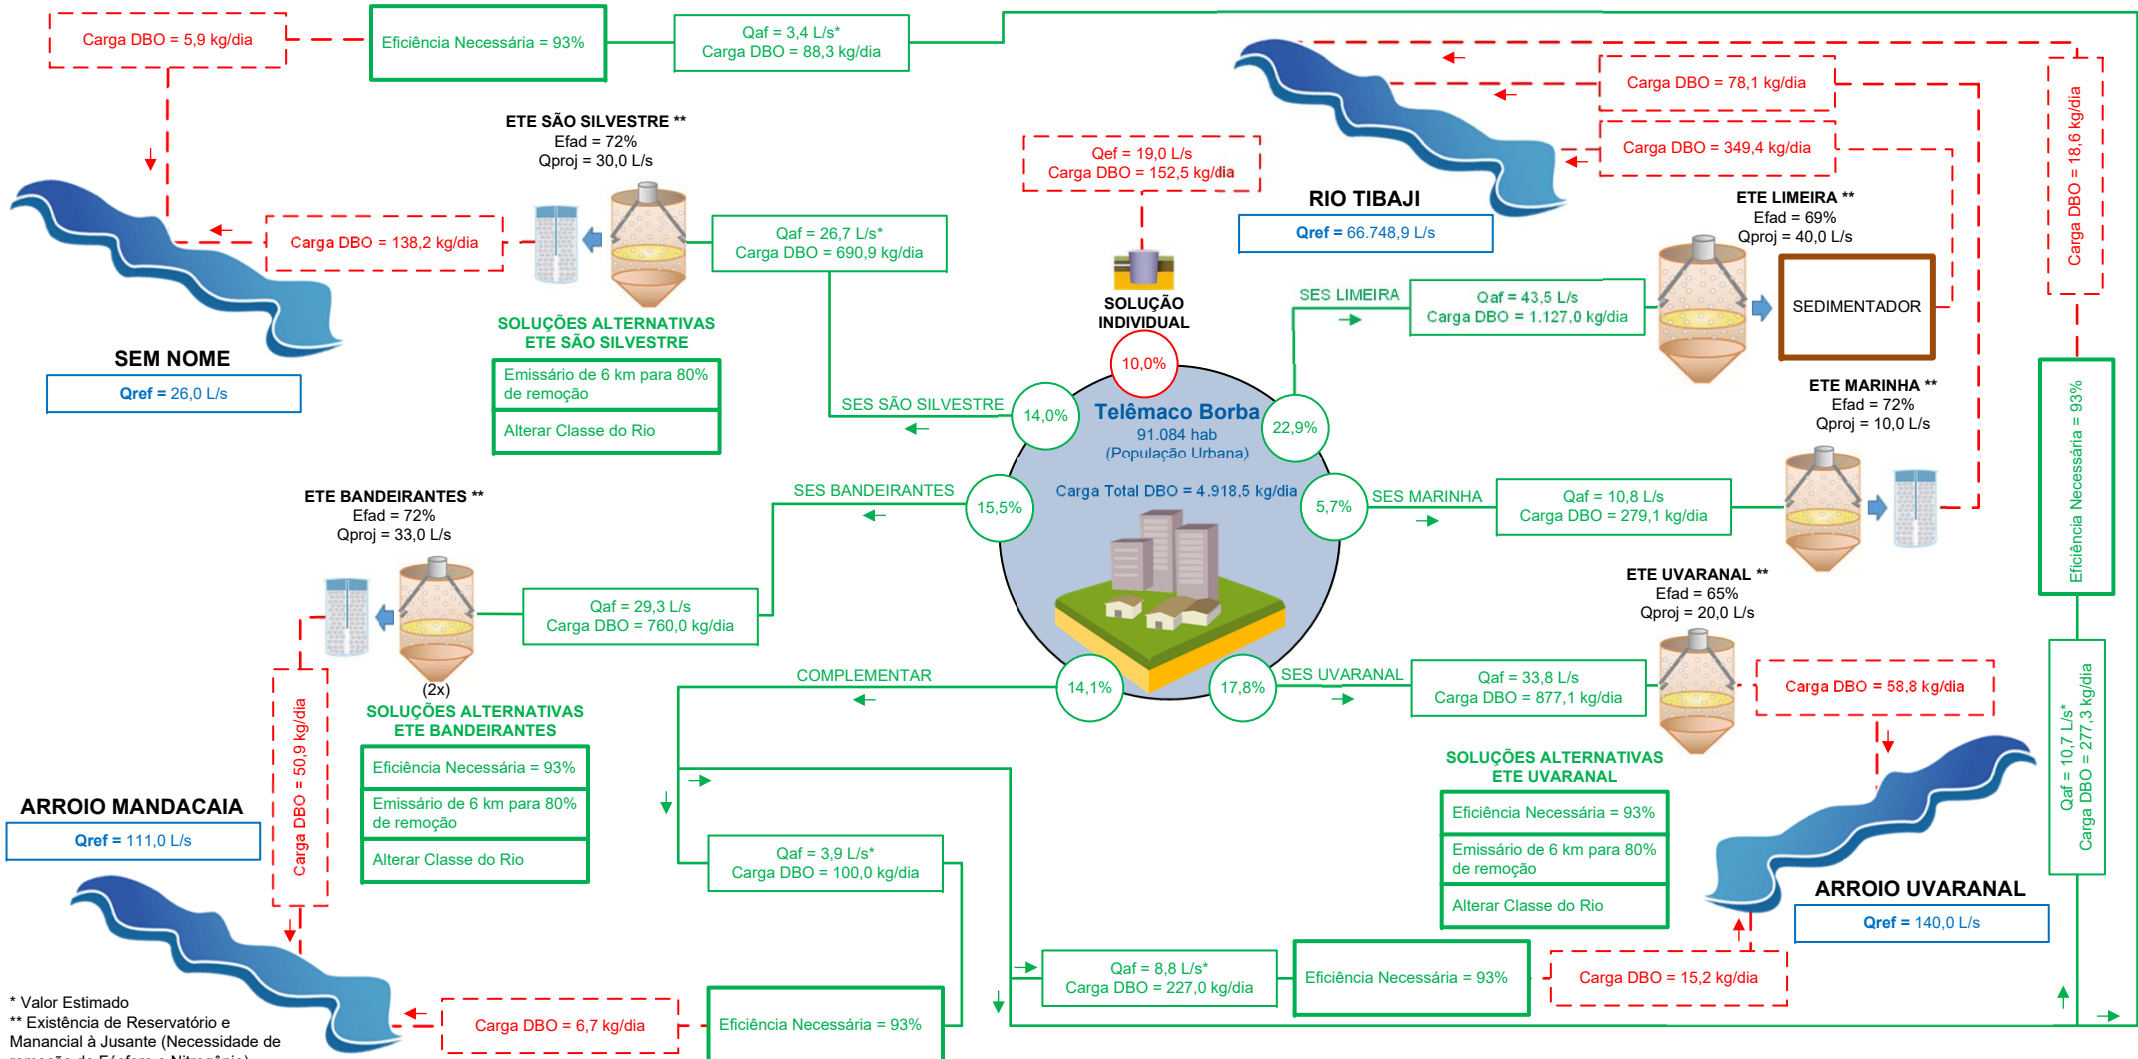 Carga DBO = 5,9 kg/dia
Eficiência Necessária = 93%
Qaf = 3,4 L/s*
Carga DBO = 88,3 kg/dia
ETE SÃO SILVESTRE **
Efad = 72%
Qproj = 30,0 L/s
Carga DBO = 138,2 kg/dia
Qaf = 26,7 L/s*
Carga DBO = 690,9 kg/dia
SEM NOME
Qref = 26,0 L/s
SOLUÇÕES ALTERNATIVAS
ETE SÃO SILVESTRE
Emissário de 6 km para 80%
de remoção
Alterar Classe do Rio
SES SÃO SILVESTRE
14,0%
Qef = 19,0 L/s
Carga DBO = 152,5 kg/dia
SOLUÇÃO
INDIVIDUAL
10,0%
Telêmaco Borba
91.084 hab
(População Urbana)
Carga Total DBO = 4.918,5 kg/dia
RIO TIBAJI
Qref = 66.748,9 L/s
Carga DBO = 78,1 kg/dia
Carga DBO = 349,4 kg/dia
Carga DBO = 18,6 kg/dia
ETE LIMEIRA **
Efad = 69%
Qproj = 40,0 L/s
SES LIMEIRA
22,9%
Qaf = 43,5 L/s
Carga DBO = 1.127,0 kg/dia
SEDIMENTADOR
ETE MARINHA **
Efad = 72%
Qproj = 10,0 L/s
5,7%
SES MARINHA
Qaf = 10,8 L/s
Carga DBO = 279,1 kg/dia
Eficiência Necessária = 93%
Qaf = 10,7 L/s*
Carga DBO = 277,3 kg/dia
ETE BANDEIRANTES **
Efad = 72%
Qproj = 33,0 L/s
SES BANDEIRANTES
15,5%
Qaf = 29,3 L/s
Carga DBO = 760,0 kg/dia
(2x)
Carga DBO = 50,9 kg/dia
SOLUÇÕES ALTERNATIVAS
ETE BANDEIRANTES
Eficiência Necessária = 93%
Emissário de 6 km para 80%
de remoção
Alterar Classe do Rio
ARROIO MANDACAIA
Qref = 111,0 L/s
COMPLEMENTAR
14,1%
Qaf = 3,9 L/s*
Carga DBO = 100,0 kg/dia
Eficiência Necessária = 93%
Carga DBO = 6,7 kg/dia
ETE UVARANAL **
Efad = 65%
Qproj = 20,0 L/s
17,8%
SES UVARANAL
Qaf = 33,8 L/s
Carga DBO = 877,1 kg/dia
Carga DBO = 58,8 kg/dia
SOLUÇÕES ALTERNATIVAS
ETE UVARANAL
Eficiência Necessária = 93%
Emissário de 6 km para 80%
de remoção
Alterar Classe do Rio
ARROIO UVARANAL
Qref = 140,0 L/s
Qaf = 8,8 L/s*
Carga DBO = 227,0 kg/dia
Eficiência Necessária = 93%
Carga DBO = 15,2 kg/dia
* Valor Estimado
** Existência de Reservatório e
Manancial à Jusante (Necessidade de
remoção de Fósforo e Nitrogênio)